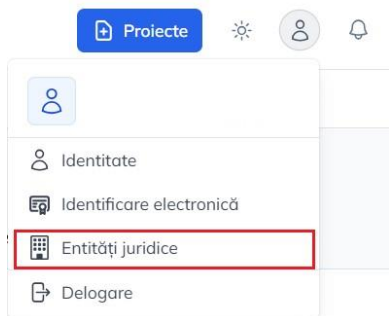 Proiecte
Identitate
Identificare electronică
Entități juridice
Delogare